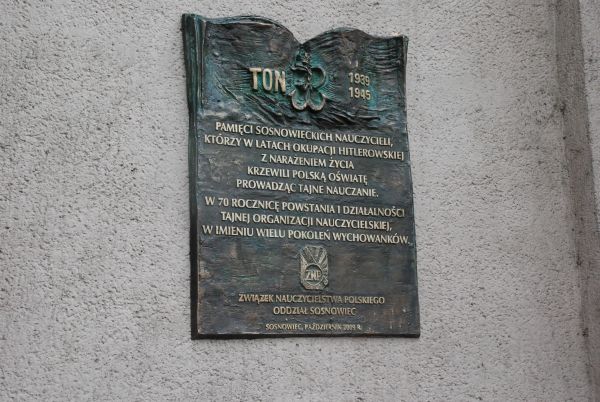 TON
1939
1945
PAMIĘCI SOSNOWIECKICH NAUCZYCIELI,
KTÓRZY W LATACH OKUPACJI HITLEROWSKIEJ
Z NARAŻENIEM ŻYCIA
KRZEWILI POLSKĄ OŚWIATĘ
PROWADZĄC TAJNE NAUCZANIE.
W 70 ROCZNICĘ POWSTANIA I DZIAŁALNOŚCI
TAJNEJ ORGANIZACJI NAUCZYCIELSKIEJ,
W IMIENIU WIELU POKOLEŃ WYCHOWANKÓW.
ZNP
ZWIĄZEK NAUCZYCIELSTWA POLSKIEGO
ODDZIAŁ SOSNOWIEC
SOSNOWIEC, PAŹDZIERNIK 2009 R.